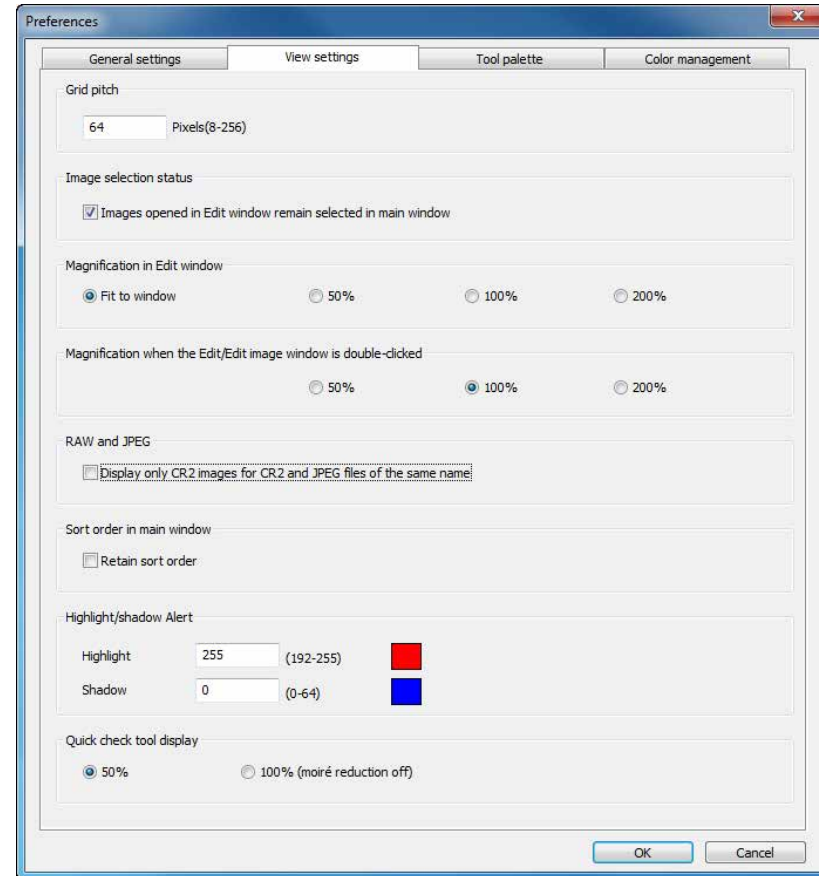 Preferences
General settings View settings Tool palette Color management
Grid pitch
64 Pixels(8-256)
Image selection status
Images opened in Edit window remain selected in main window
Magnification in Edit window
Fit to window 50% 100% 200%
Magnification when the Edit/Edit image window is double-clicked
50% 100% 200%
RAW and JPEG
Display only CR2 images for CR2 and JPEG files of the same name
Sort order in main window
Retain sort order
Highlight/shadow Alert
Highlight 255 (192-255)
Shadow 0 (0-64)
Quick check tool display
50% 100% (moiré reduction off)
OK Cancel